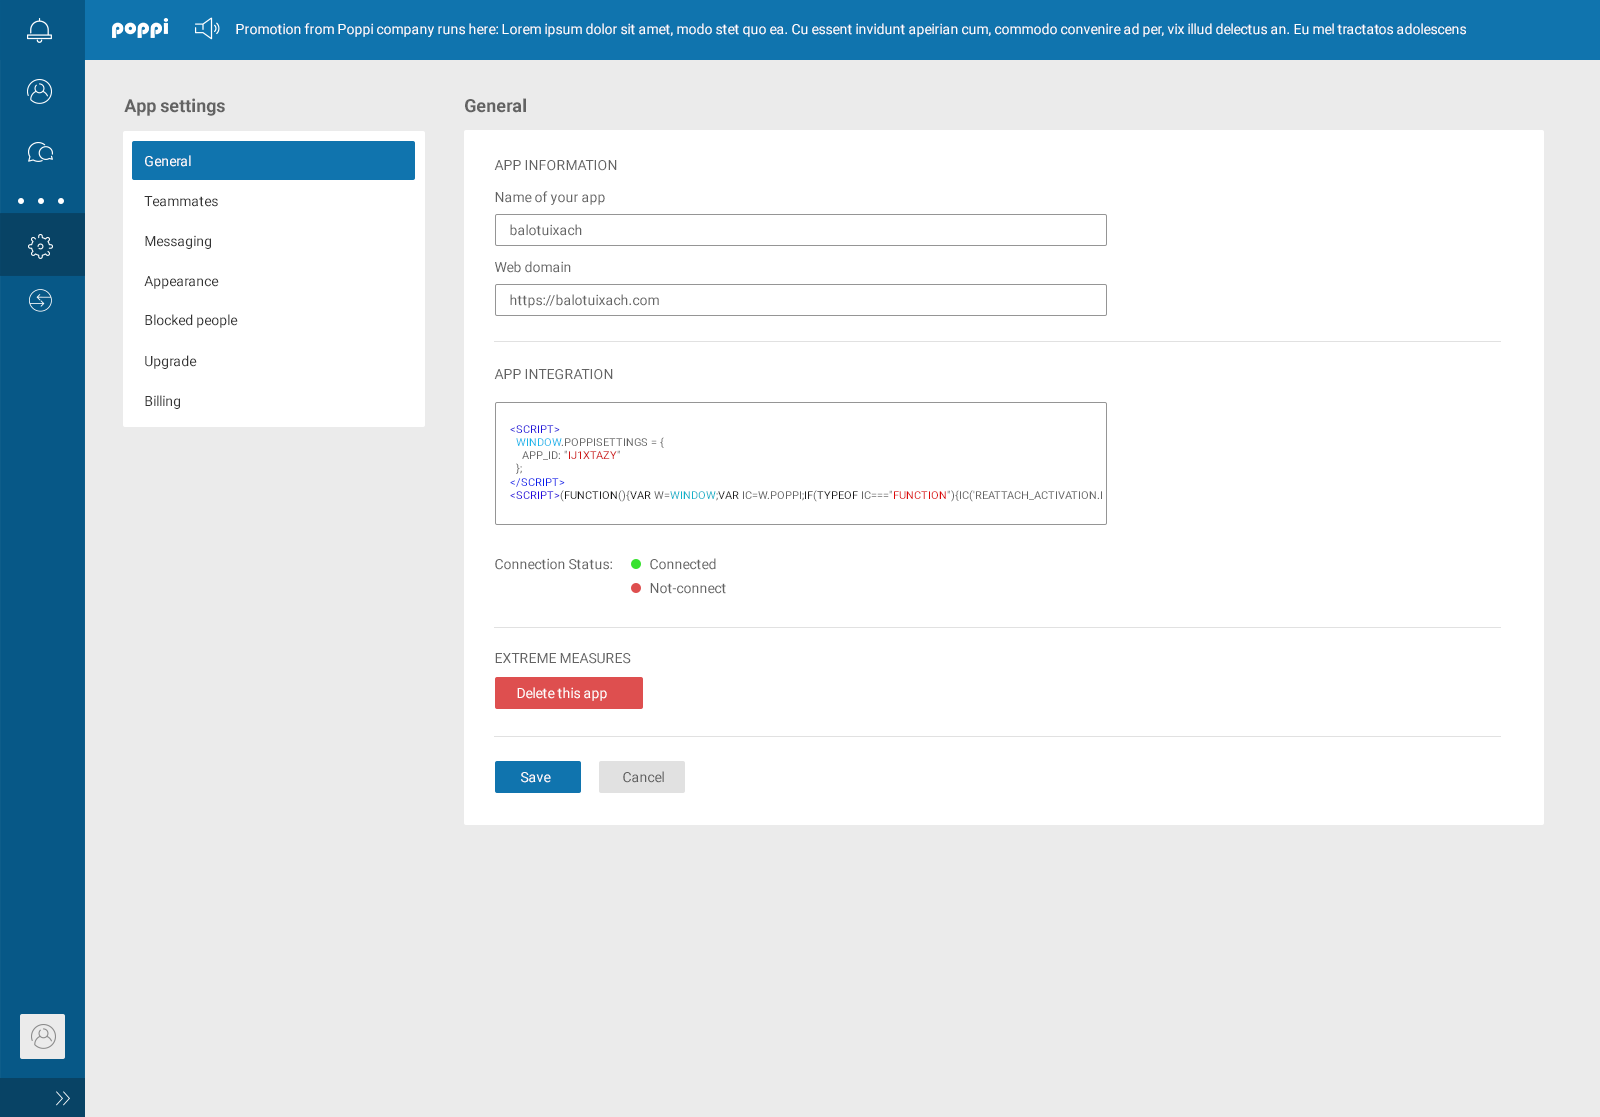 poppi
Promotion from Poppi company runs here: Lorem ipsum dolor sit amet, modo stet quo ea. Cu essent invidunt apeirian cum, commodo convenire ad per, vix illud delectus an. Eu mel tractatos adolescens
App settings
General
Teammates
Messaging
Appearance
Blocked people
Upgrade
Billing
General
APP INFORMATION
Name of your app
balotuixach
Web domain
https://balotuixach.com
APP INTEGRATION
<SCRIPT>
WINDOW.POPPISETTINGS = {
APP_ID: "IJ1XTAZY"
};
</SCRIPT>
<SCRIPT>(FUNCTION(){VAR W=WINDOW;VAR IC=W.POPPI;IF(TYPEOF IC==="FUNCTION"){IC('REATTACH_ACTIVATION.
Connection Status:
Connected
Not-connect
EXTREME MEASURES
Delete this app
Save
Cancel